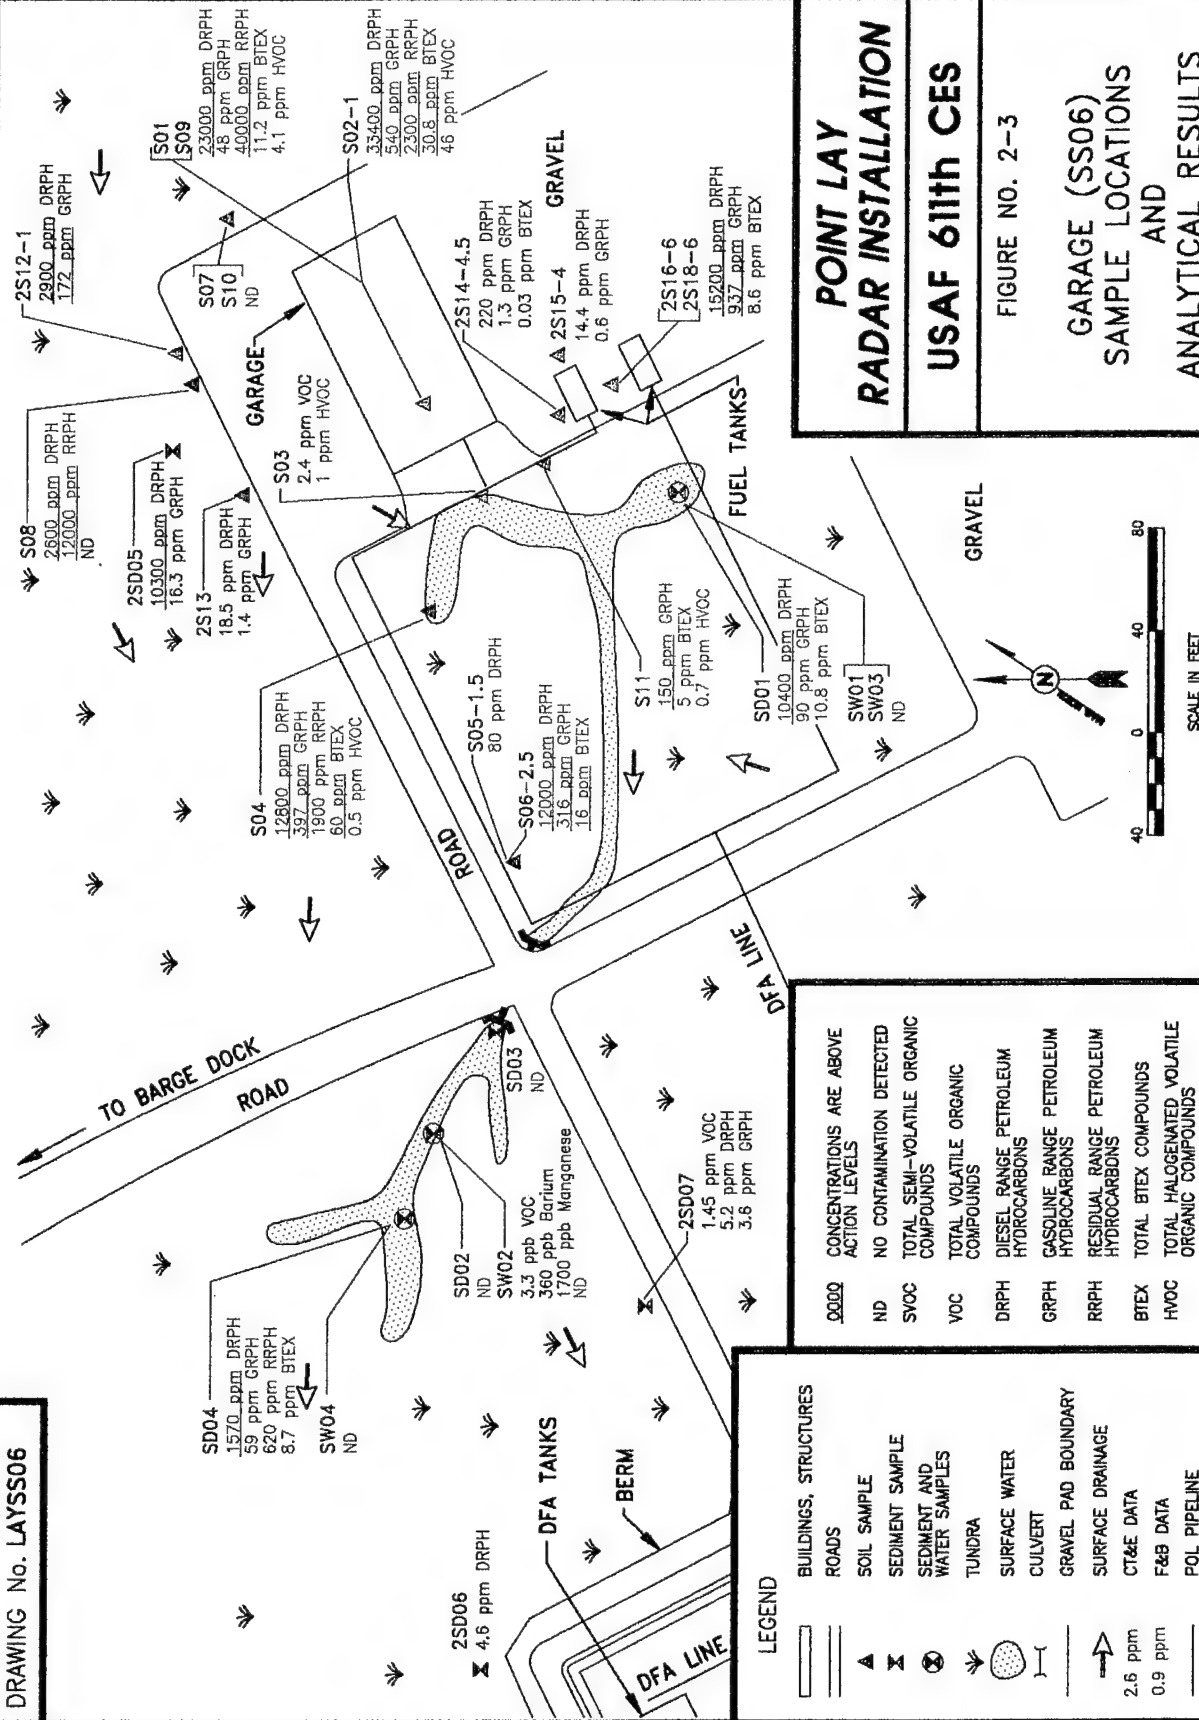 DRAWING No. LAYSS06
2S12-1
2900 ppm DRPH
172 ppm GRPH
S01
S09
23000 ppm DRPH
48 ppm GRPH
40000 ppm RRPH
11.2 ppm BTEX
4.1 ppm HVOC
S07
S10
ND
S02-1
33400 ppm DRPH
540 ppm GRPH
2300 ppm RRPH
30.8 ppm BTEX
46 ppm HVOC
S08
2600 ppm DRPH
12000 ppm RRPH
ND
2SD05
10300 ppm DRPH
16.3 ppm GRPH
2S13
18.5 ppm DRPH
1.4 ppm GRPH
GARAGE
S03
2.4 ppm VOC
1 ppm HVOC
2S14-4.5
220 ppm DRPH
1.3 ppm GRPH
0.03 ppm BTEX
GRAVEL
2S15-4
14.4 ppm DRPH
0.6 ppm GRPH
2S16-6
2S18-6
15200 ppm DRPH
937 ppm GRPH
8.6 ppm BTEX
FUEL TANKS
S04
12800 ppm DRPH
397 ppm GRPH
1900 ppm RRPH
60 ppm BTEX
0.5 ppm HVOC
ROAD
S05-1.5
80 ppm DRPH
S06-2.5
12000 ppm DRPH
316 ppm GRPH
16 ppm BTEX
S11
150 ppm GRPH
5 ppm BTEX
0.7 ppm HVOC
SD01
10400 ppm DRPH
90 ppm GRPH
10.8 ppm BTEX
SW01
SW03
ND
GRAVEL
TO BARGE DOCK
ROAD
DFA LINE
SD03
ND
SD02
ND
SW02
3.3 ppb VOC
360 ppb Barium
1700 ppb Manganese
ND
SD04
1570 ppm DRPH
59 ppm GRPH
620 ppm RRPH
8.7 ppm BTEX
SW04
ND
2SD07
1.45 ppm VOC
5.2 ppm DRPH
3.8 ppm GRPH
2SD06
4.6 ppm DRPH
DFA TANKS
BERM
DFA LINE
N
40 0 40 80
SCALE IN FEET
LEGEND
BUILDINGS, STRUCTURES
ROADS
SOIL SAMPLE
SEDIMENT SAMPLE
SEDIMENT AND
WATER SAMPLES
TUNDRA
SURFACE WATER
CULVERT
GRAVEL PAD BOUNDARY
SURFACE DRAINAGE
2.6 ppm CT&E DATA
0.9 ppm F&B DATA
POL PIPELINE
0000 CONCENTRATIONS ARE ABOVE
ACTION LEVELS
ND NO CONTAMINATION DETECTED
SVOC TOTAL SEMI-VOLATILE ORGANIC
COMPOUNDS
VOC TOTAL VOLATILE ORGANIC
COMPOUNDS
DRPH DIESEL RANGE PETROLEUM
HYDROCARBONS
GRPH GASOLINE RANGE PETROLEUM
HYDROCARBONS
RRPH RESIDUAL RANGE PETROLEUM
HYDROCARBONS
BTEX TOTAL BTEX COMPOUNDS
HVOC TOTAL HALOGENATED VOLATILE
ORGANIC COMPOUNDS
POINT LAY
RADAR INSTALLATION
USAF 611th CES
FIGURE NO. 2-3
GARAGE (SS06)
SAMPLE LOCATIONS
AND
ANALYTICAL RESULTS